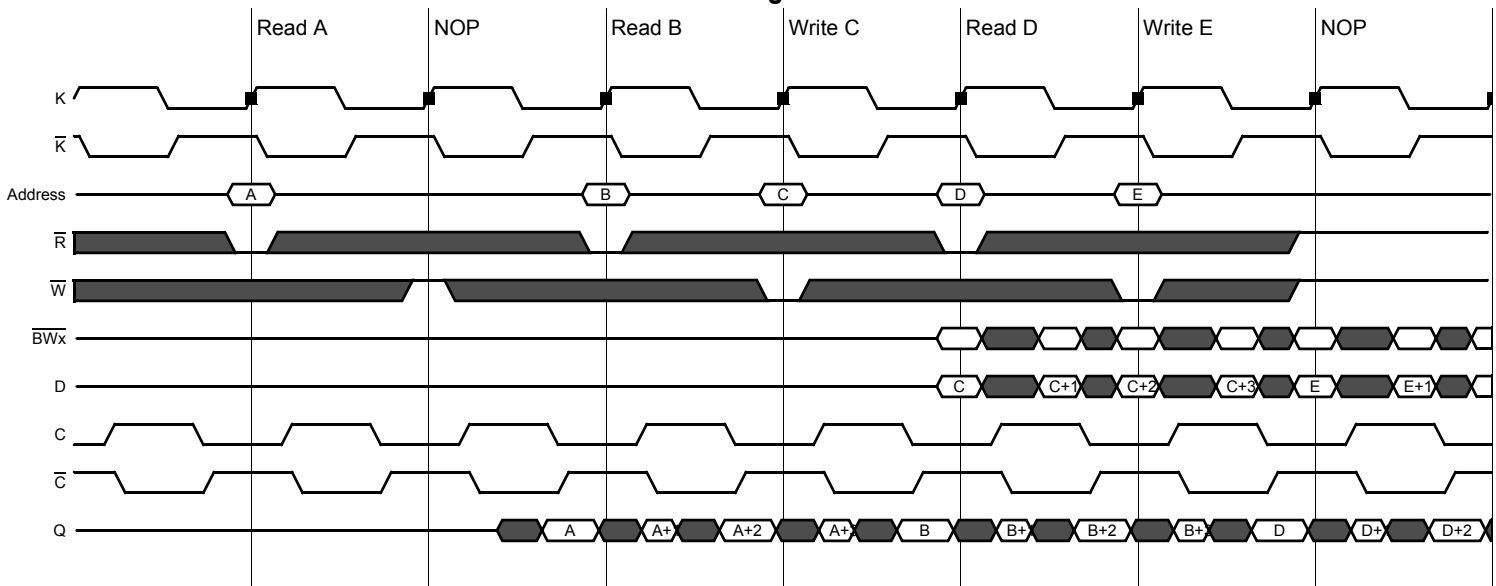 Read A NOP Read B Write C Read D Write E NOP
K
K
Address A B C D E
R
W
BWx
D C C+1 C+2 C+3 E E+1
C
C
Q A A+ A+2 A+ B B+ B+2 B+ D D+ D+2